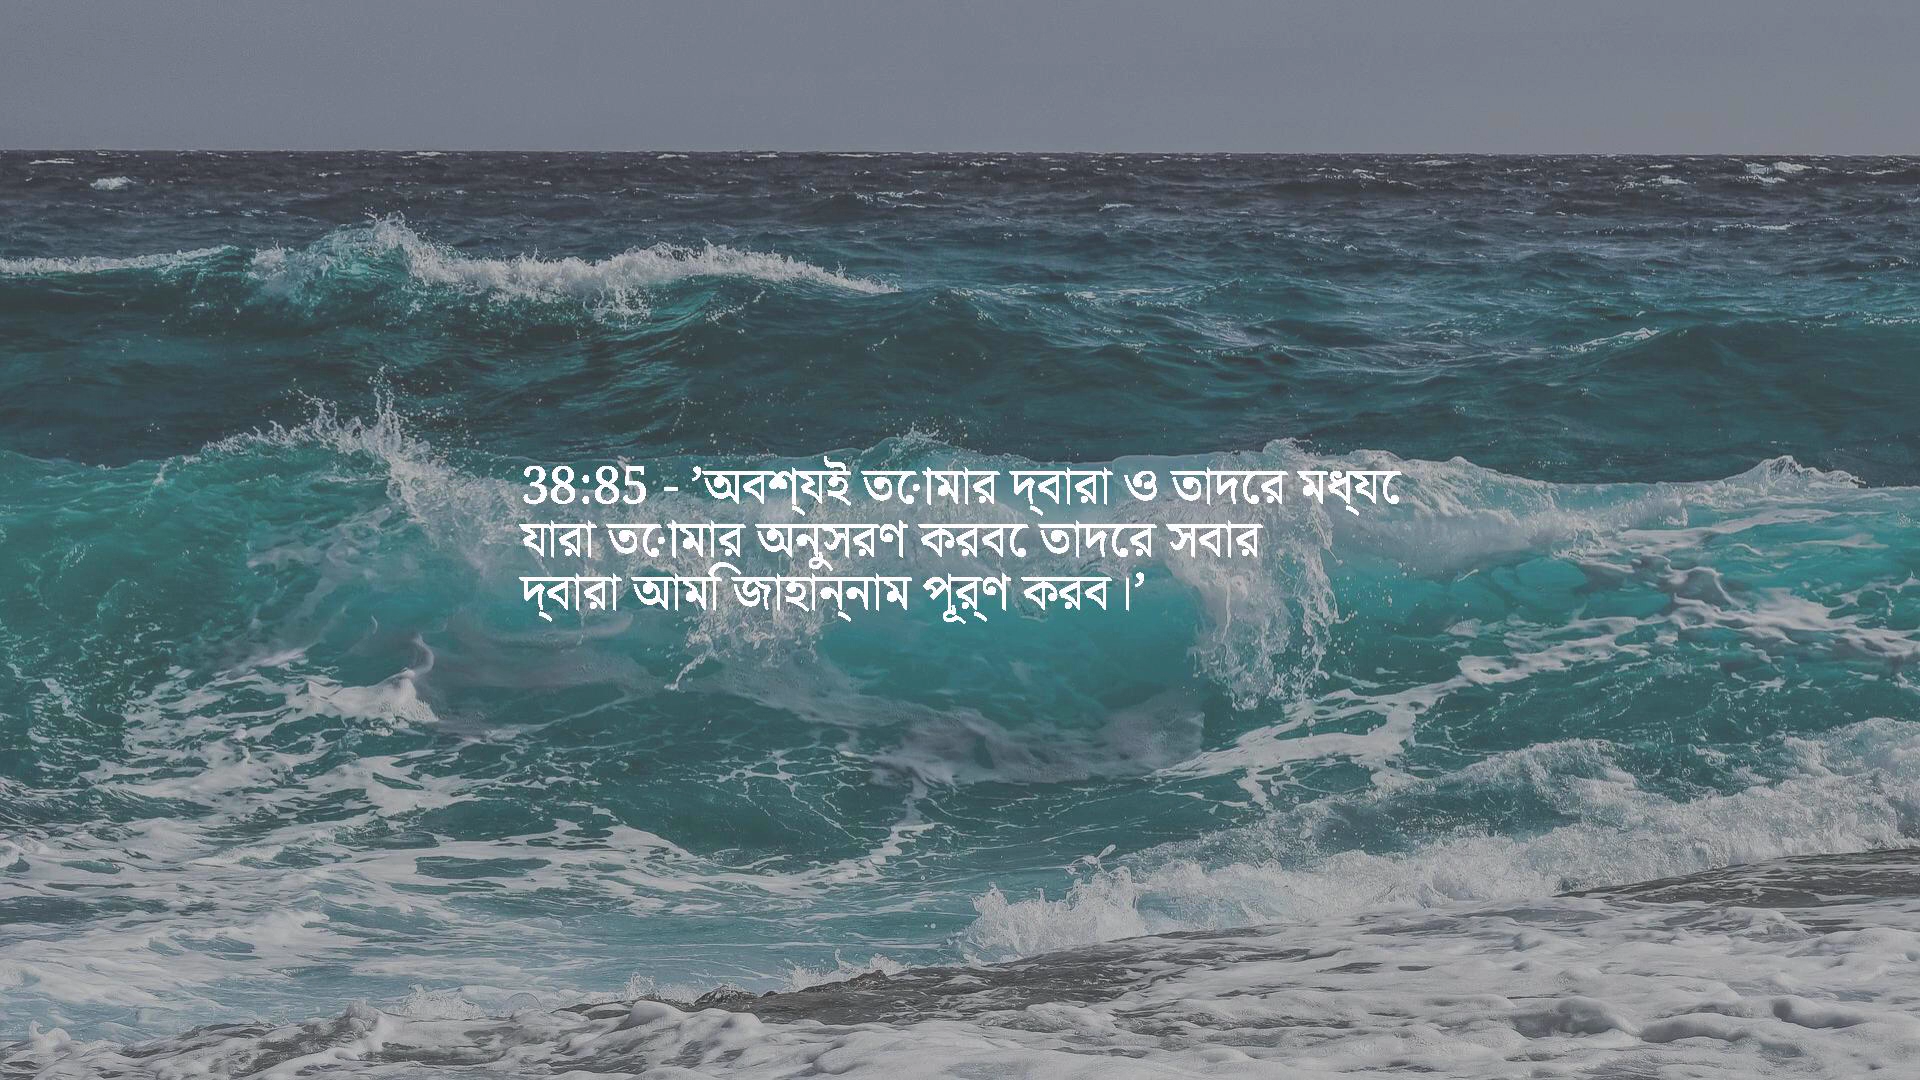 38:85 - ’অবশ্যই তোমার দ্বারা ও তাদের মধ্যে
যারা তোমার অনুসরণ করবে তাদের সবার
দ্বারা আমি জাহান্নাম পূর্ণ করব।’